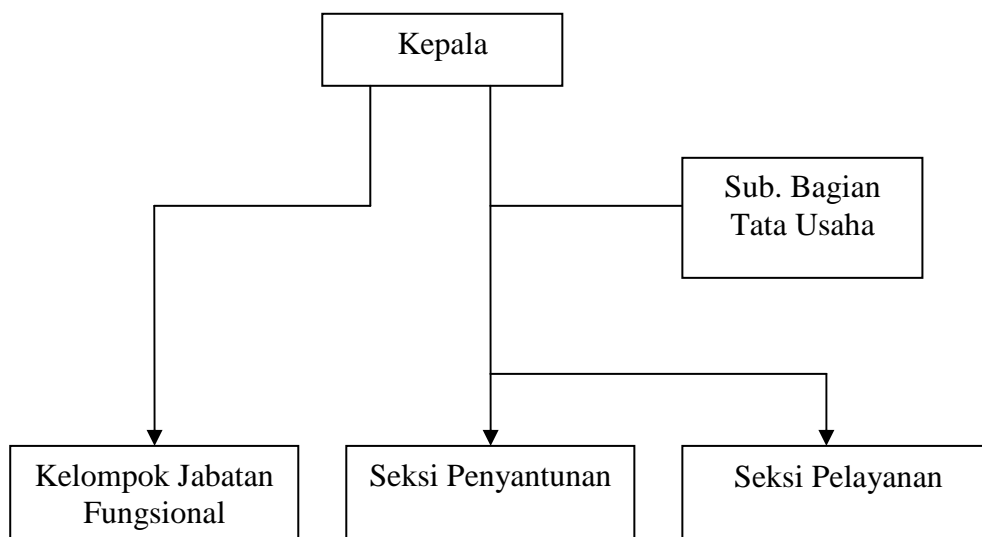 Kepala
Sub. Bagian
Tata Usaha
Kelompok Jabatan
Fungsional
Seksi Penyantunan
Seksi Pelayanan